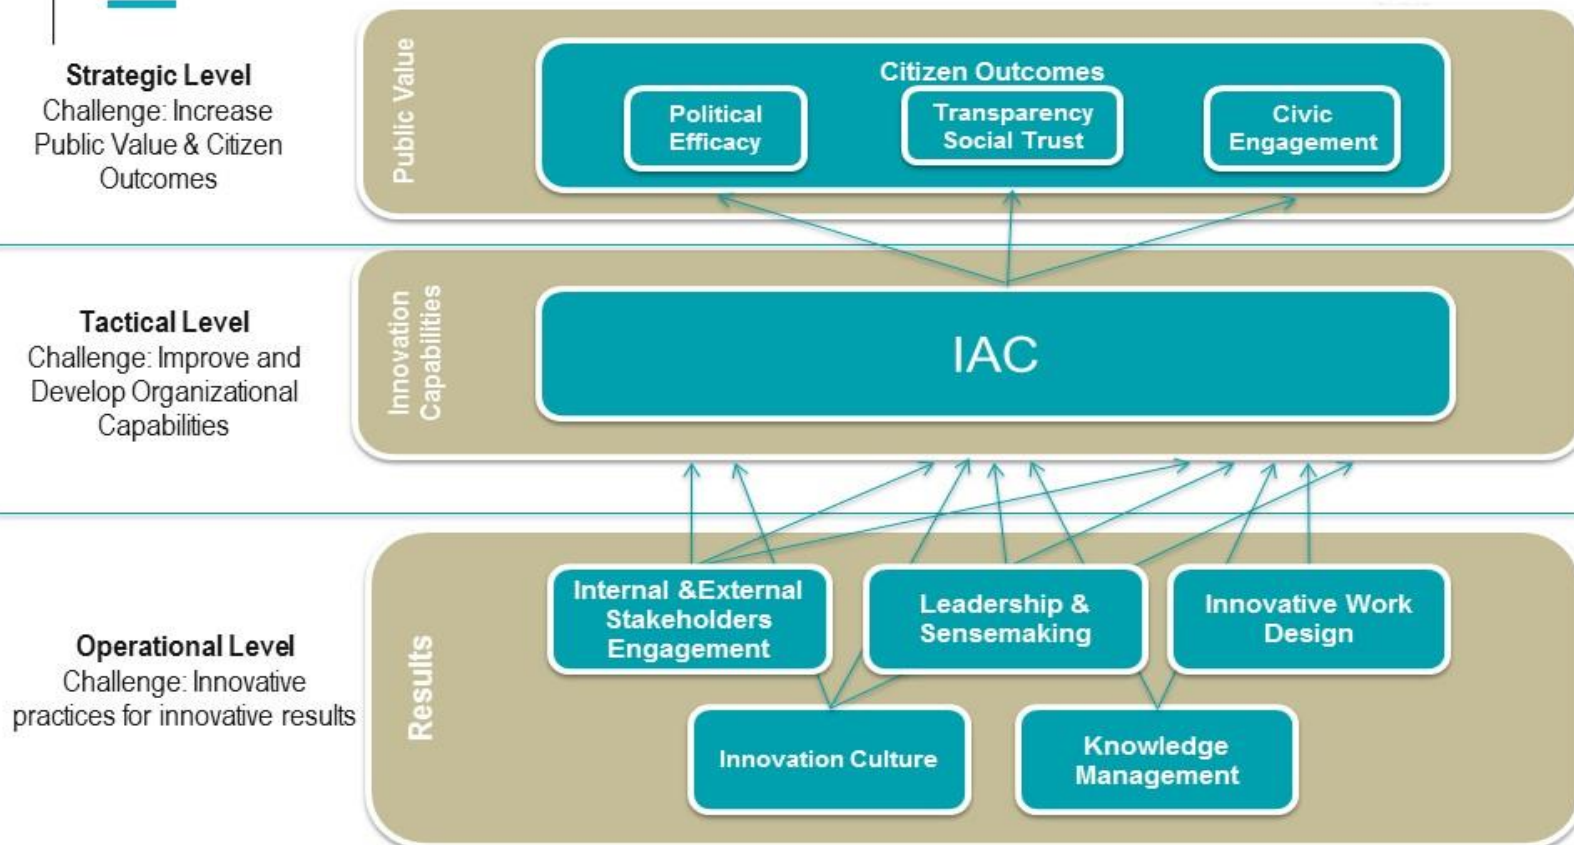 Strategic Level
Challenge: Increase
Public Value & Citizen
Outcomes
Public Value
Citizen Outcomes
Political
Efficacy
Transparency
Social Trust
Civic
Engagement
Tactical Level
Challenge: Improve and
Develop Organizational
Capabilities
Innovation
Capabilities
IAC
Operational Level
Challenge: Innovative
practices for innovative results
Results
Internal &External
Stakeholders
Engagement
Leadership &
Sensemaking
Innovative Work
Design
Innovation Culture
Knowledge
Management